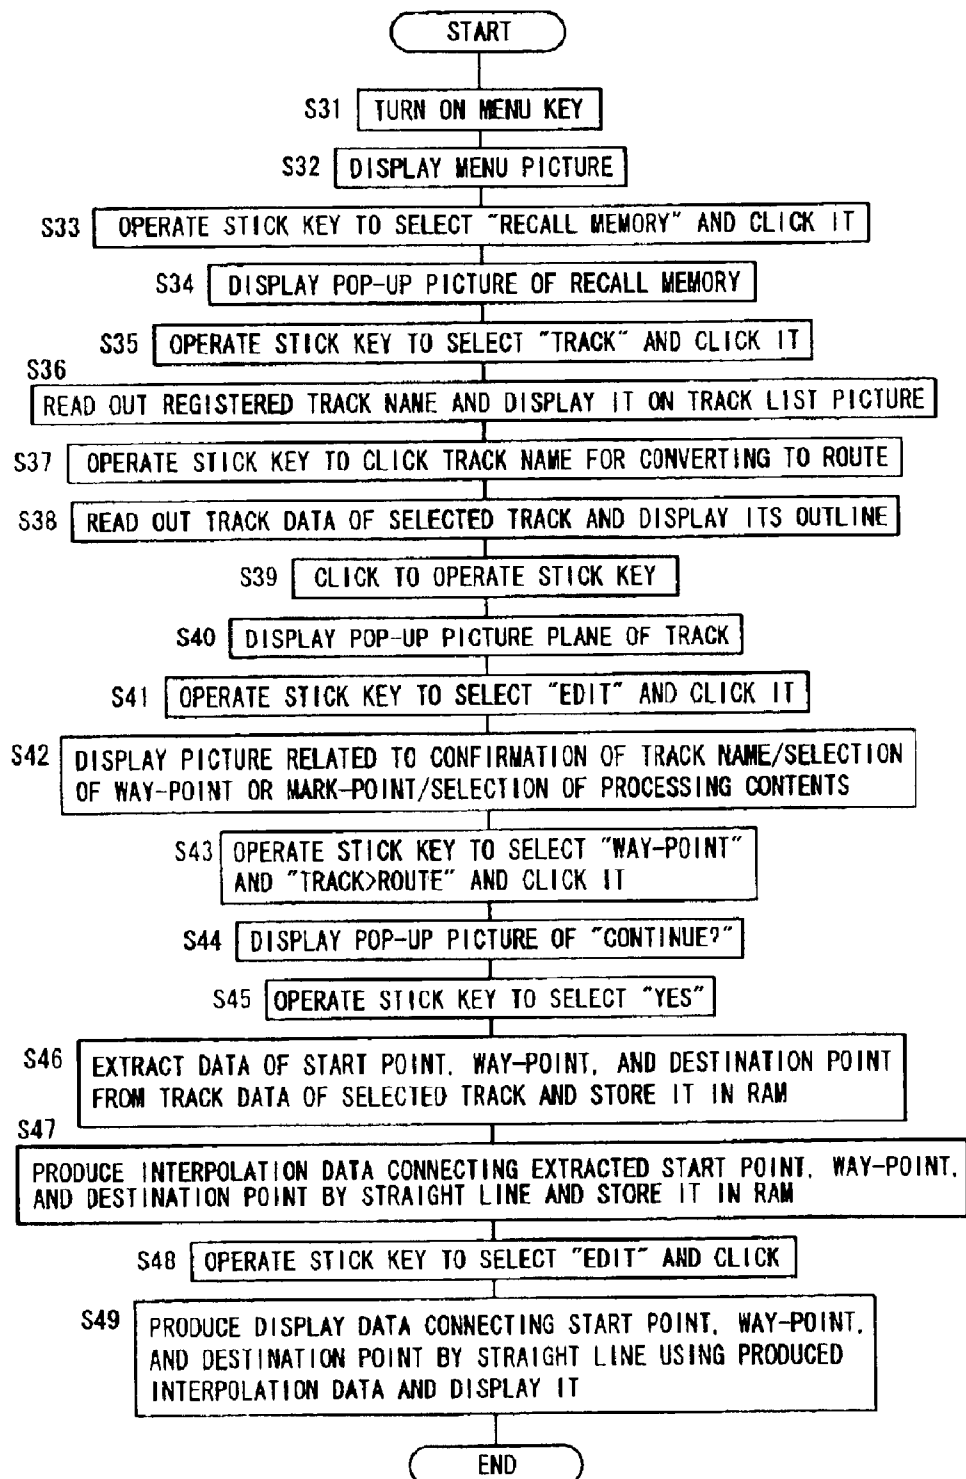 START
S31 TURN ON MENU KEY
S32 DISPLAY MENU PICTURE
S33 OPERATE STICK KEY TO SELECT "RECALL MEMORY" AND CLICK IT
S34 DISPLAY POP-UP PICTURE OF RECALL MEMORY
S35 OPERATE STICK KEY TO SELECT "TRACK" AND CLICK IT
S36
READ OUT REGISTERED TRACK NAME AND DISPLAY IT ON TRACK LIST PICTURE
S37 OPERATE STICK KEY TO CLICK TRACK NAME FOR CONVERTING TO ROUTE
S38 READ OUT TRACK DATA OF SELECTED TRACK AND DISPLAY ITS OUTLINE
S39 CLICK TO OPERATE STICK KEY
S40 DISPLAY POP-UP PICTURE PLANE OF TRACK
S41 OPERATE STICK KEY TO SELECT "EDIT" AND CLICK IT
S42 DISPLAY PICTURE RELATED TO CONFIRMATION OF TRACK NAME/SELECTION
OF WAY-POINT OR MARK-POINT/SELECTION OF PROCESSING CONTENTS
S43 OPERATE STICK KEY TO SELECT "WAY-POINT"
AND "TRACK>ROUTE" AND CLICK IT
S44 DISPLAY POP-UP PICTURE OF "CONTINUE?"
S45 OPERATE STICK KEY TO SELECT "YES"
S46 EXTRACT DATA OF START POINT, WAY-POINT, AND DESTINATION POINT
FROM TRACK DATA OF SELECTED TRACK AND STORE IT IN RAM
S47
PRODUCE INTERPOLATION DATA CONNECTING EXTRACTED START POINT, WAY-POINT,
AND DESTINATION POINT BY STRAIGHT LINE AND STORE IT IN RAM
S48 OPERATE STICK KEY TO SELECT "EDIT" AND CLICK
S49 PRODUCE DISPLAY DATA CONNECTING START POINT, WAY-POINT,
AND DESTINATION POINT BY STRAIGHT LINE USING PRODUCED
INTERPOLATION DATA AND DISPLAY IT
END